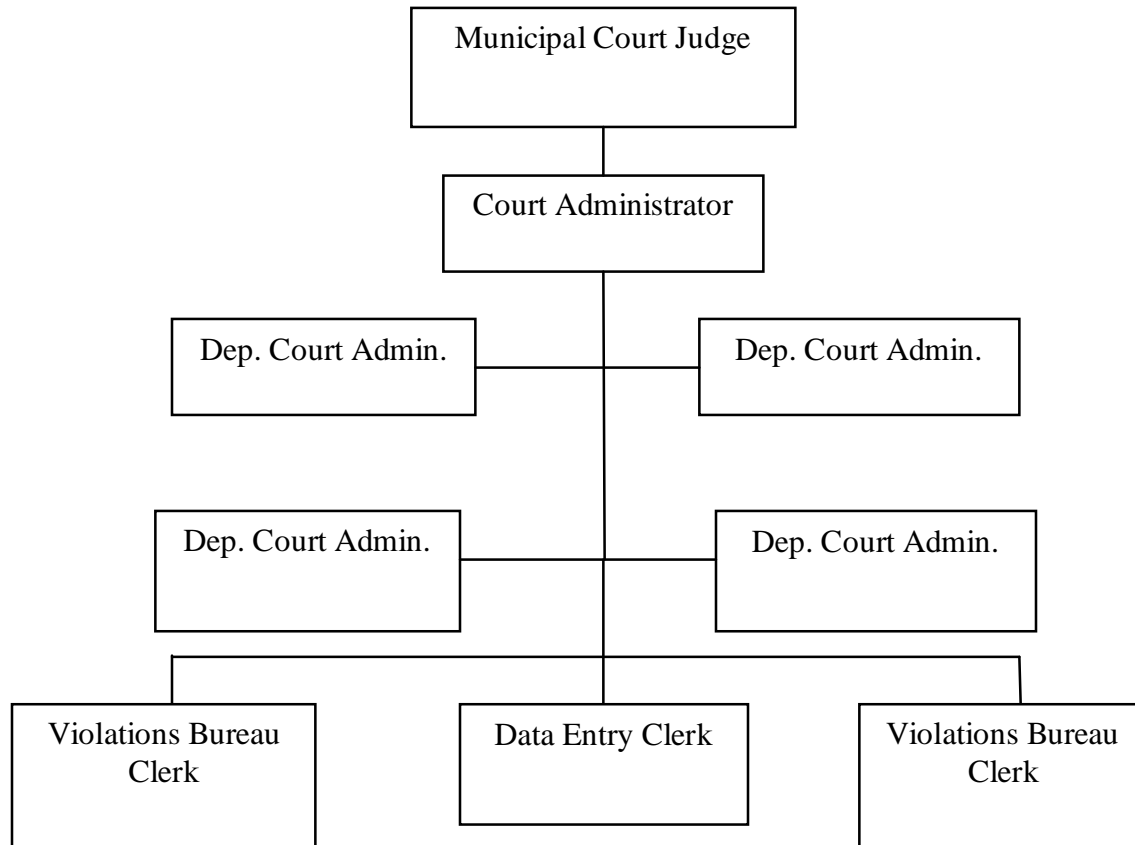 Municipal Court Judge
Court Administrator
Dep. Court Admin.
Dep. Court Admin.
Dep. Court Admin.
Dep. Court Admin.
Violations Bureau
Clerk
Data Entry Clerk
Violations Bureau
Clerk